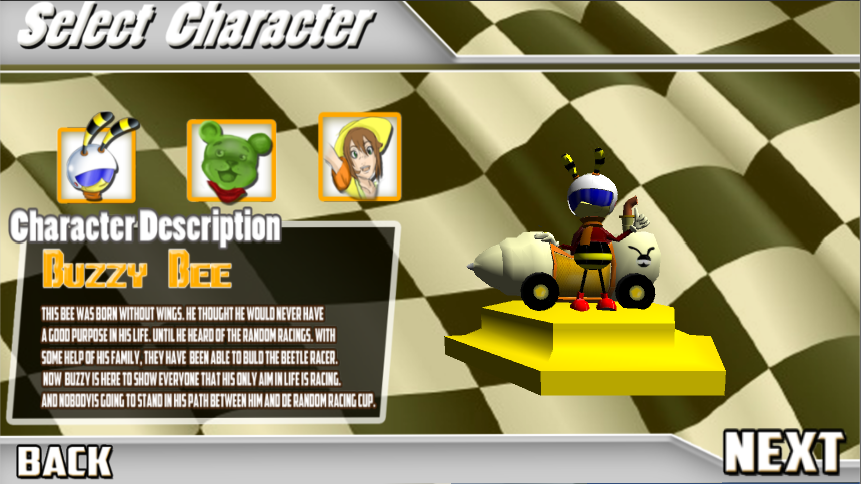 Select Character
Character Description
Buzzy Bee
THIS BEE WAS BORN WITHOUT WINGS. HE THOUGHT HE WOULD NEVER HAVE
A GOOD PURPOSE IN HIS LIFE. UNTIL HE HEARD OF THE RANDOM RACINGS. WITH
SOME HELP OF HIS FAMILY, THEY HAVE BEEN ABLE TO BUILD THE BEETLE RACER.
NOW BUZZY IS HERE TO SHOW EVERYONE THAT HIS ONLY AIM IN LIFE IS RACING.
AND NOBODY IS GOING TO STAND IN HIS PATH BETWEEN HIM AND DE RANDOM RACING CUP.
BACK
NEXT